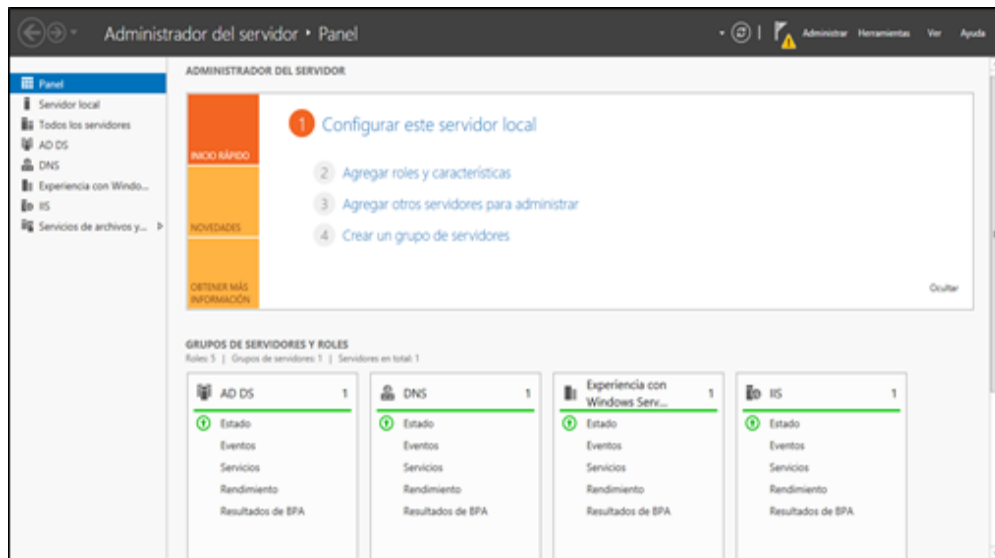 Administrador del servidor ▸ Panel
Administrar Herramientas Ver Ayuda
Panel
Servidor local
Todos los servidores
AD DS
DNS
Experiencia con Windo...
IIS
Servicios de archivos y...
ADMINISTRADOR DEL SERVIDOR
INICIO RÁPIDO
NOVEDADES
OBTENER MÁS
INFORMACIÓN
1 Configurar este servidor local
2 Agregar roles y características
3 Agregar otros servidores para administrar
4 Crear un grupo de servidores
Ocultar
GRUPOS DE SERVIDORES Y ROLES
Roles: 5 | Grupos de servidores: 1 | Servidores en total: 1
AD DS 1
Estado
Eventos
Servicios
Rendimiento
Resultados de BPA
DNS 1
Estado
Eventos
Servicios
Rendimiento
Resultados de BPA
Experiencia con
Windows Serv... 1
Estado
Eventos
Servicios
Rendimiento
Resultados de BPA
IIS 1
Estado
Eventos
Servicios
Rendimiento
Resultados de BPA